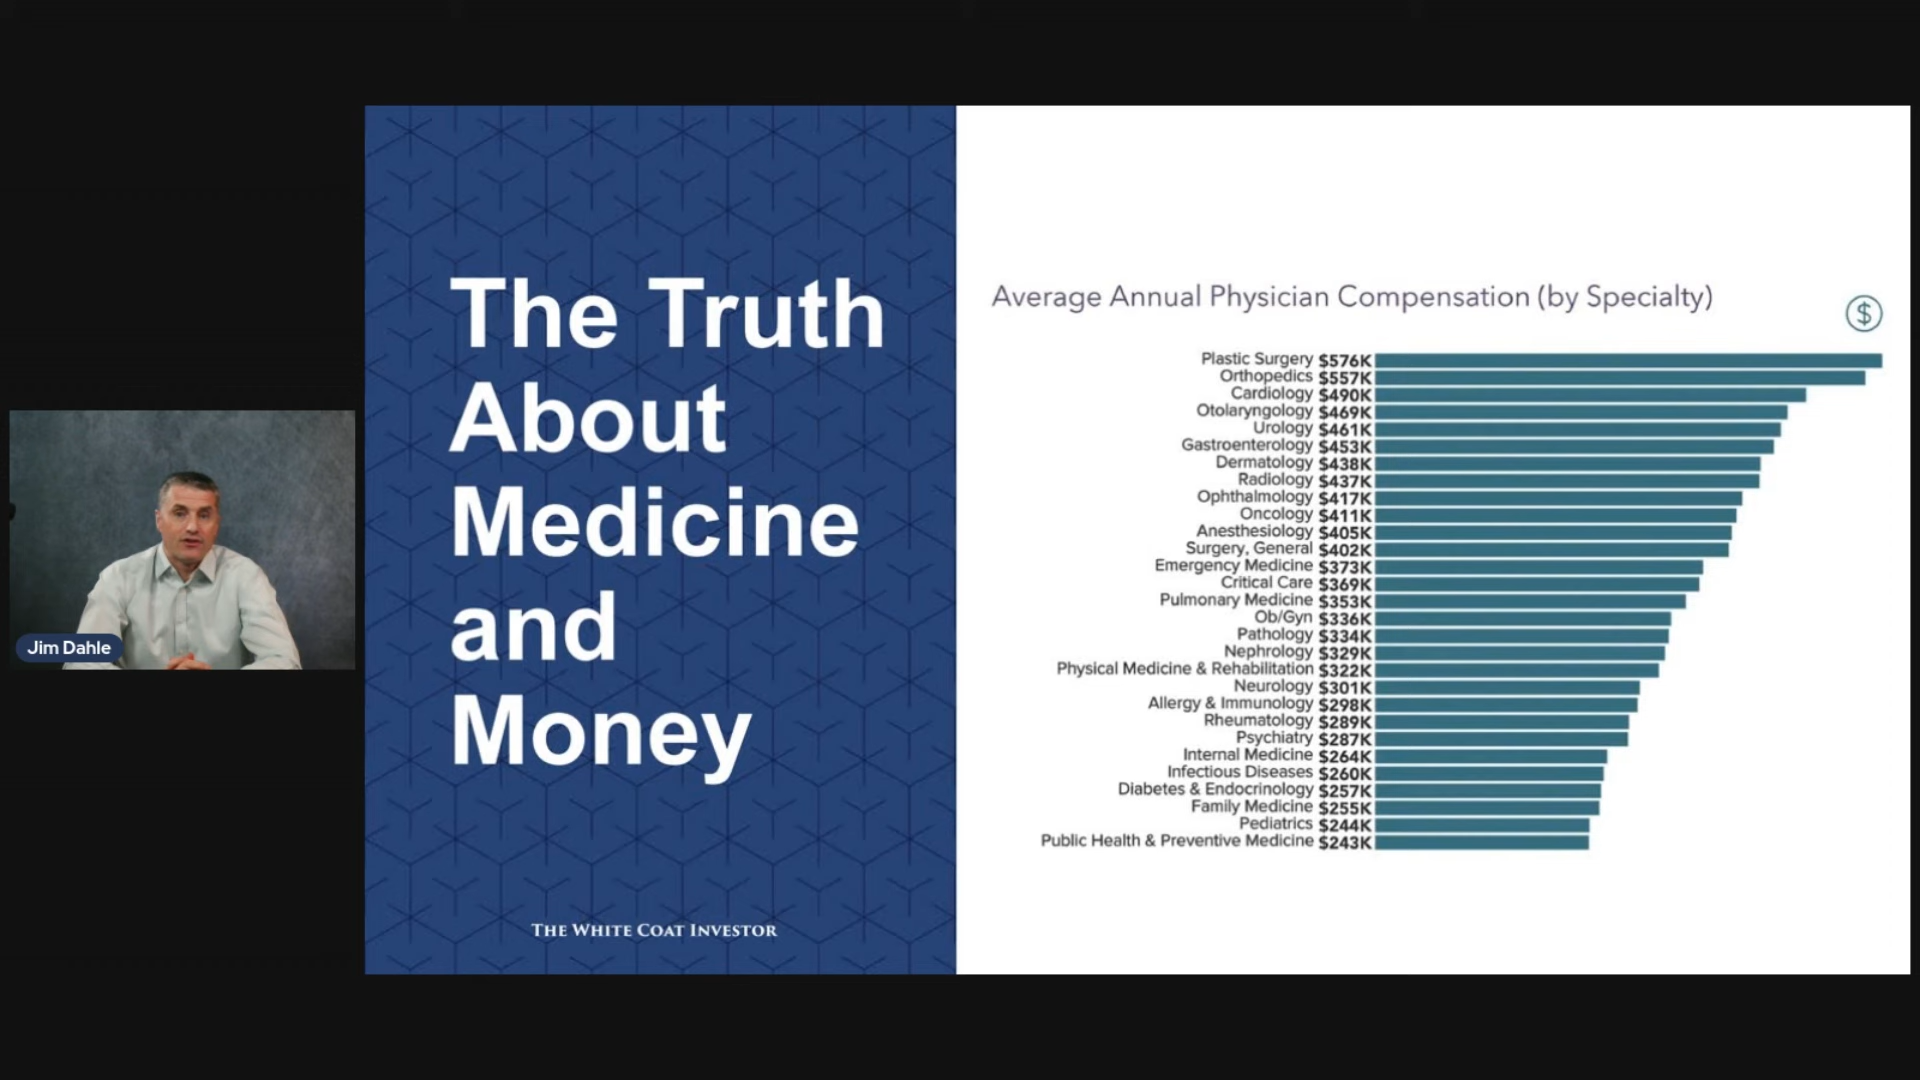 The Truth
About
Medicine
and
Money
THE WHITE COAT INVESTOR
Jim Dahle
Average Annual Physician Compensation (by Specialty)
$
Plastic Surgery $576K
Orthopedics $557K
Cardiology $490K
Otolaryngology $469K
Urology $461K
Gastroenterology $453K
Dermatology $438K
Radiology $437K
Ophthalmology $417K
Oncology $411K
Anesthesiology $405K
Surgery, General $402K
Emergency Medicine $373K
Critical Care $369K
Pulmonary Medicine $353K
Ob/Gyn $336K
Pathology $334K
Nephrology $329K
Physical Medicine & Rehabilitation $322K
Neurology $301K
Allergy & Immunology $298K
Rheumatology $289K
Psychiatry $287K
Internal Medicine $264K
Infectious Diseases $260K
Diabetes & Endocrinology $257K
Family Medicine $255K
Pediatrics $244K
Public Health & Preventive Medicine $243K